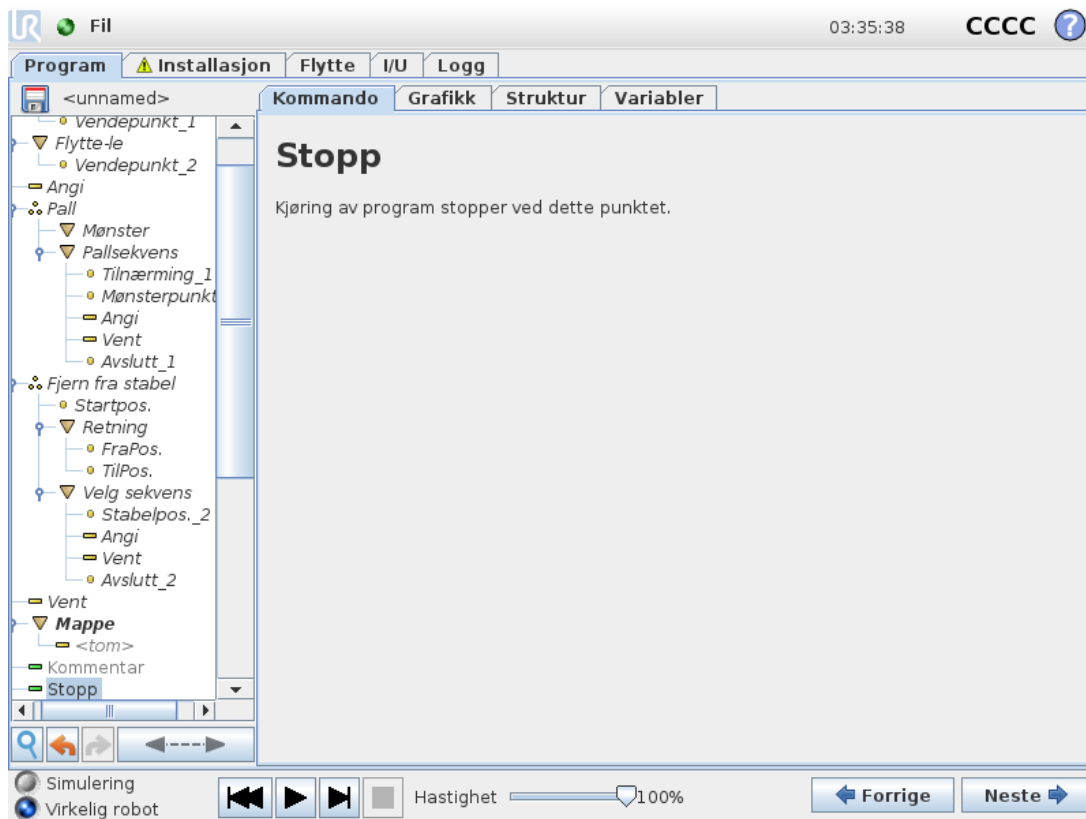 UR Fil 03:35:38 CCCC ?
Program Installasjon Flytte I/U Logg
<unnamed> Kommando Grafikk Struktur Variabler
Vendepunkt_1
Flytte-le
Vendepunkt_2
Angi
Pall
Mønster
Pallsekvens
Tilnærming_1
Mønsterpunkt
Angi
Vent
Avslutt_1
Fjern fra stabel
Startpos.
Retning
FraPos.
TilPos.
Velg sekvens
Stabelpos._2
Angi
Vent
Avslutt_2
Vent
Mappe
<tom>
Kommentar
Stopp
Stopp
Kjøring av program stopper ved dette punktet.
Simulering
Virkelig robot
Hastighet 100%
Forrige Neste